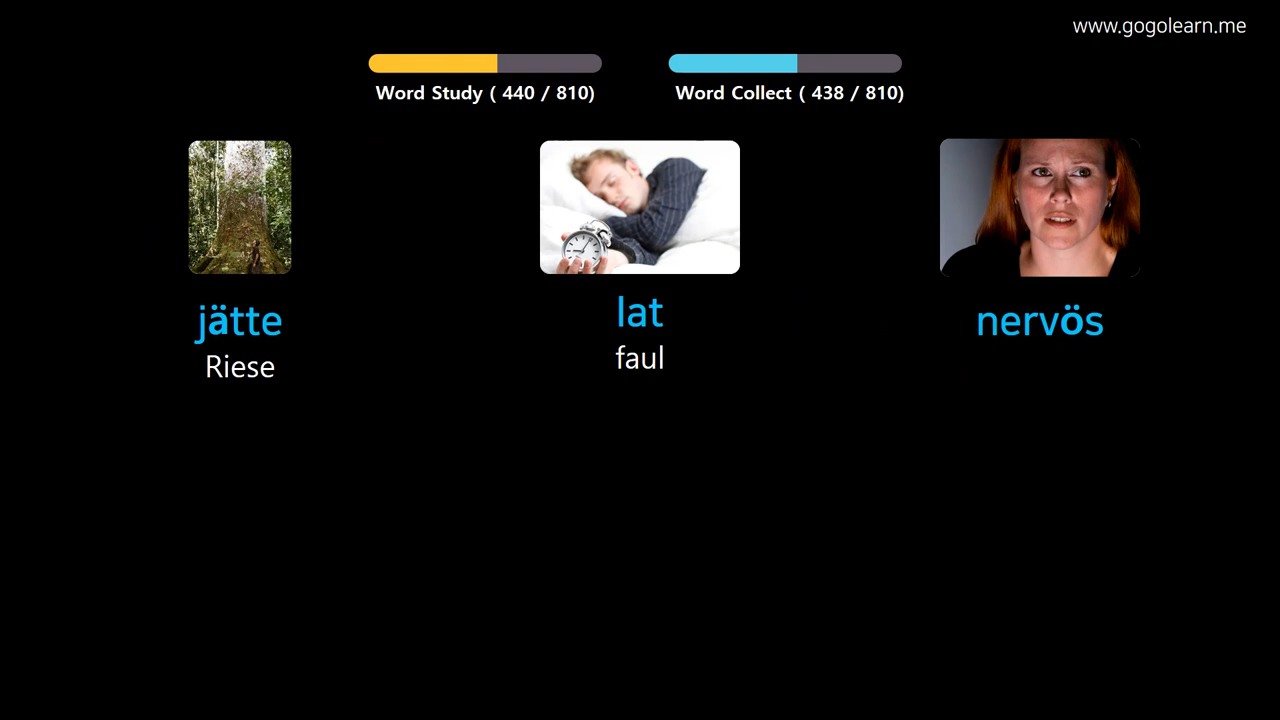 www.gogolearn.me
Word Study ( 440 / 810)
Word Collect ( 438 / 810)
jätte
Riese
lat
faul
nervös